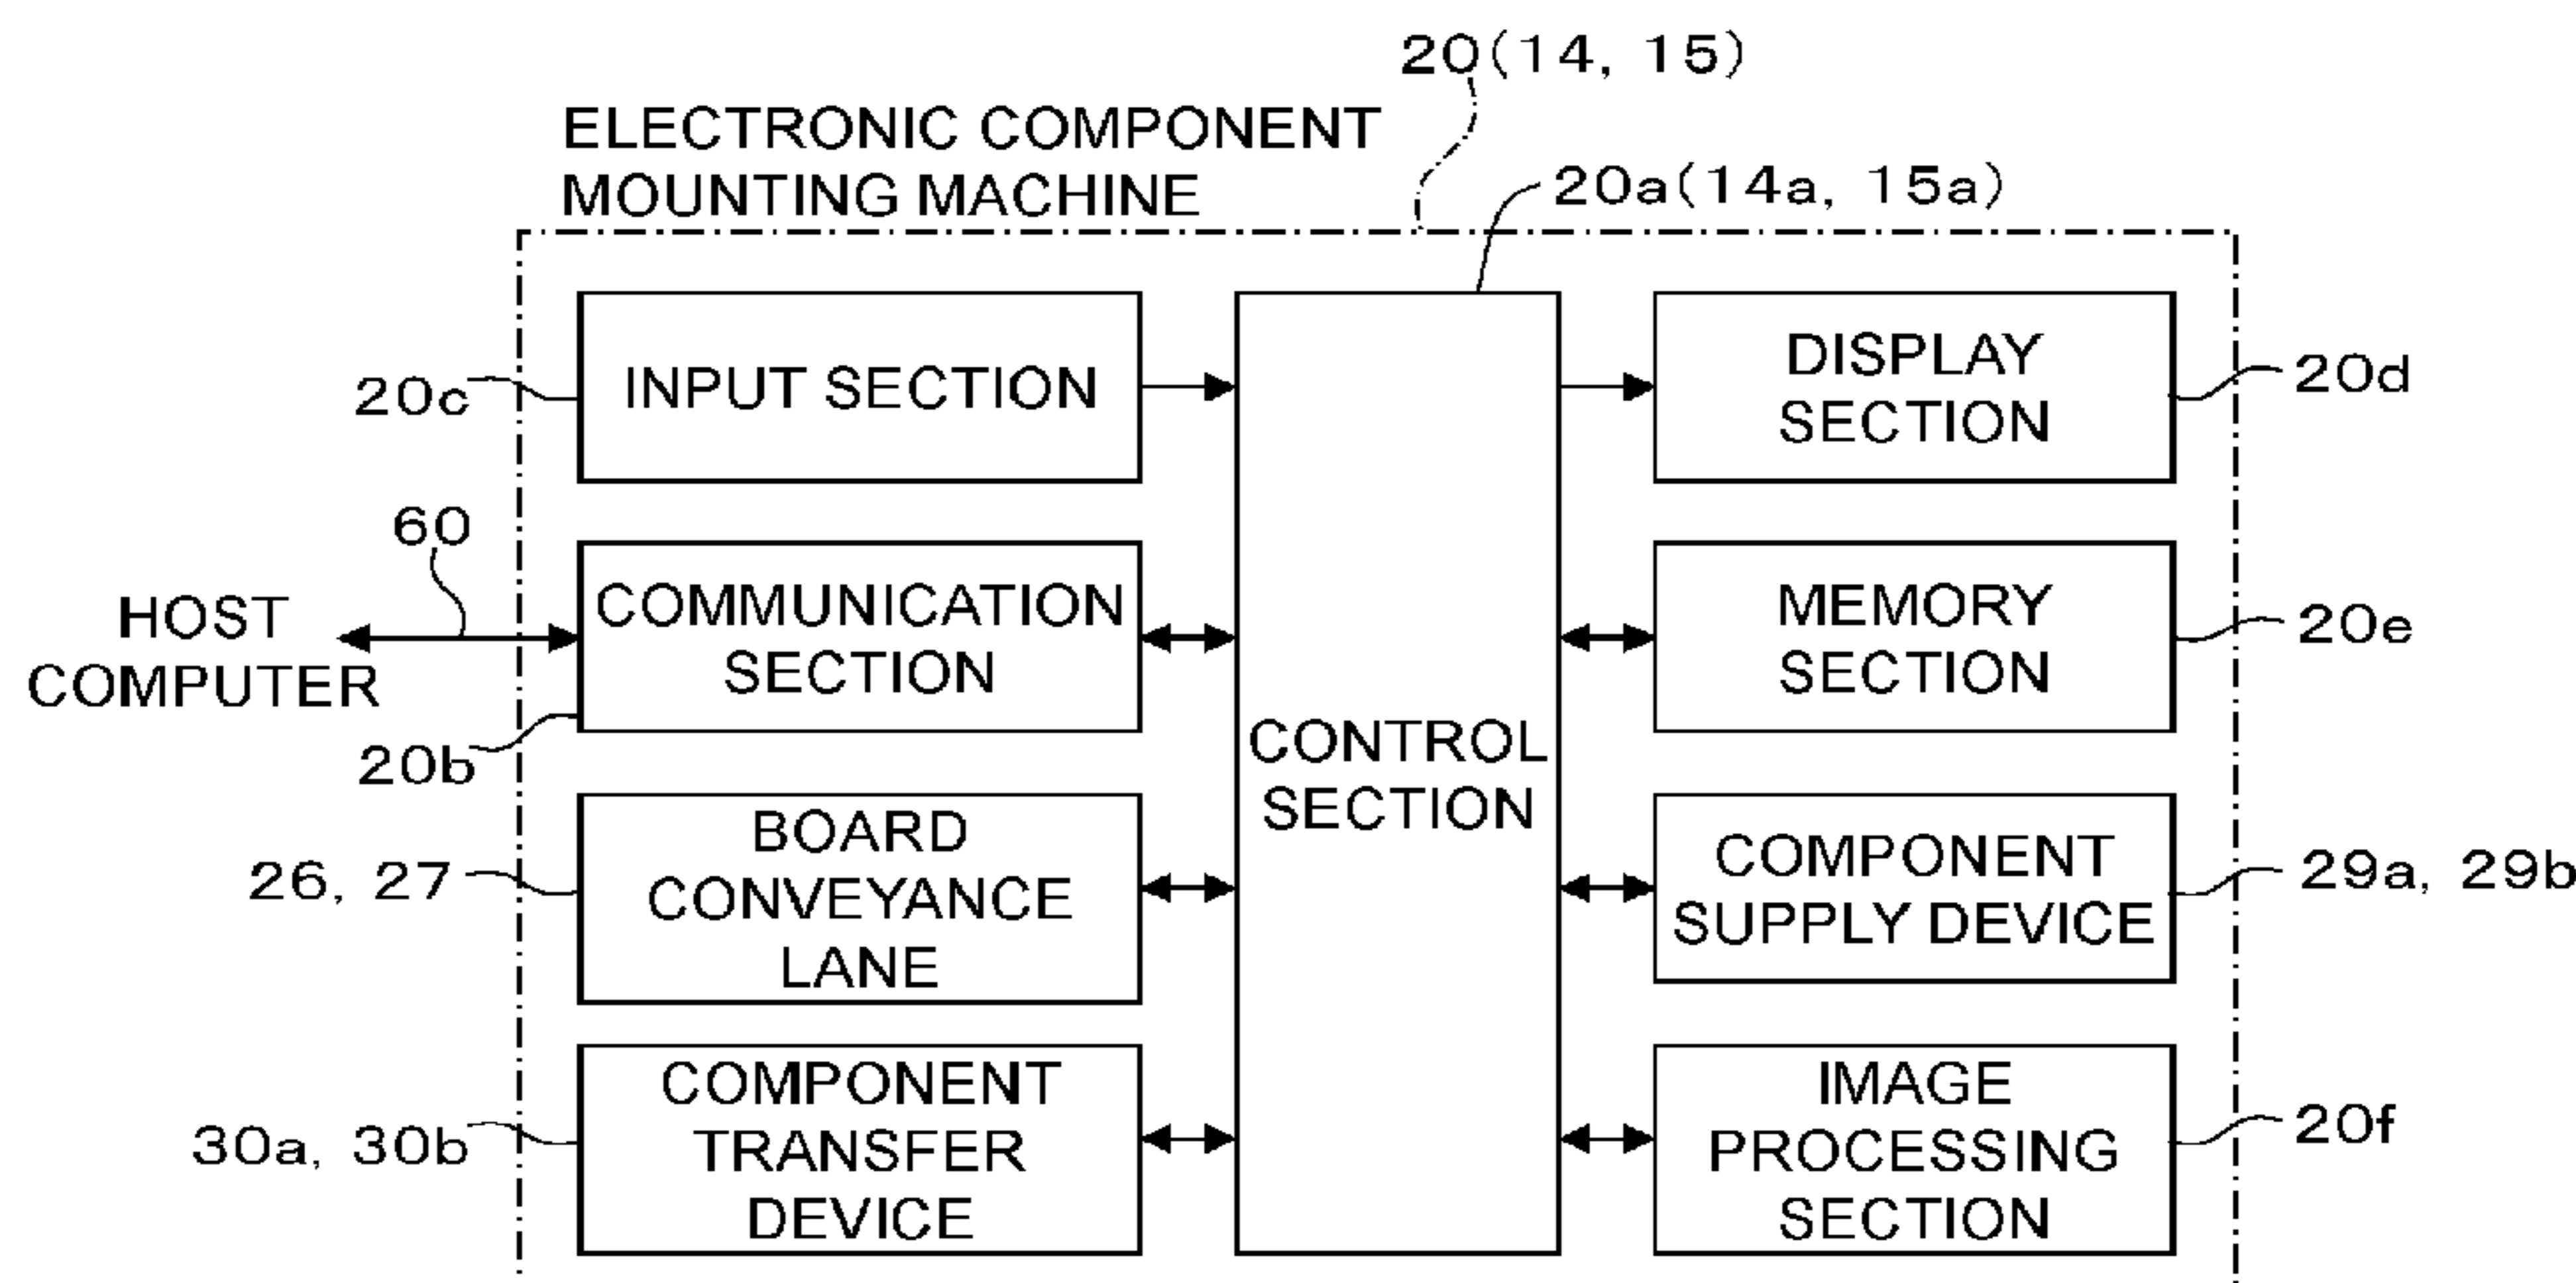 20(14, 15)
ELECTRONIC COMPONENT
MOUNTING MACHINE
20a(14a, 15a)
INPUT SECTION
20c
DISPLAY
SECTION
20d
60
HOST
COMPUTER
COMMUNICATION
SECTION
20b
CONTROL
SECTION
MEMORY
SECTION
20e
BOARD
CONVEYANCE
LANE
26, 27
COMPONENT
SUPPLY DEVICE
29a, 29b
COMPONENT
TRANSFER
DEVICE
30a, 30b
IMAGE
PROCESSING
SECTION
20f